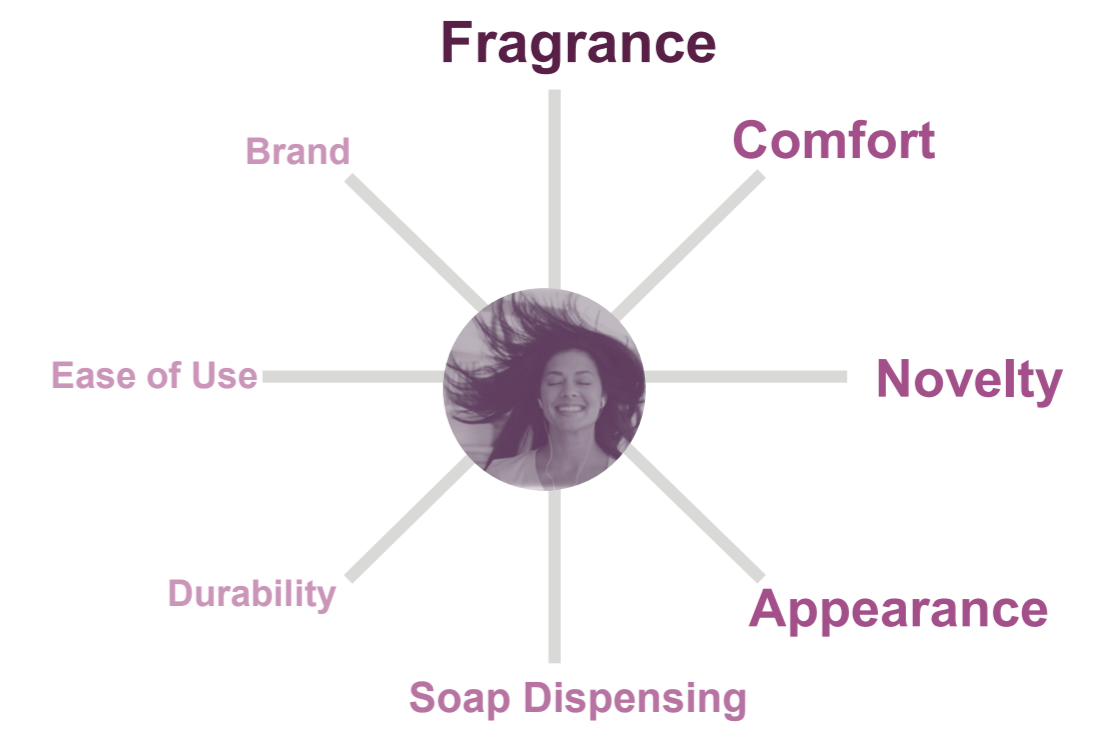 Fragrance
Brand
Comfort
Ease of Use
Novelty
Durability
Appearance
Soap Dispensing